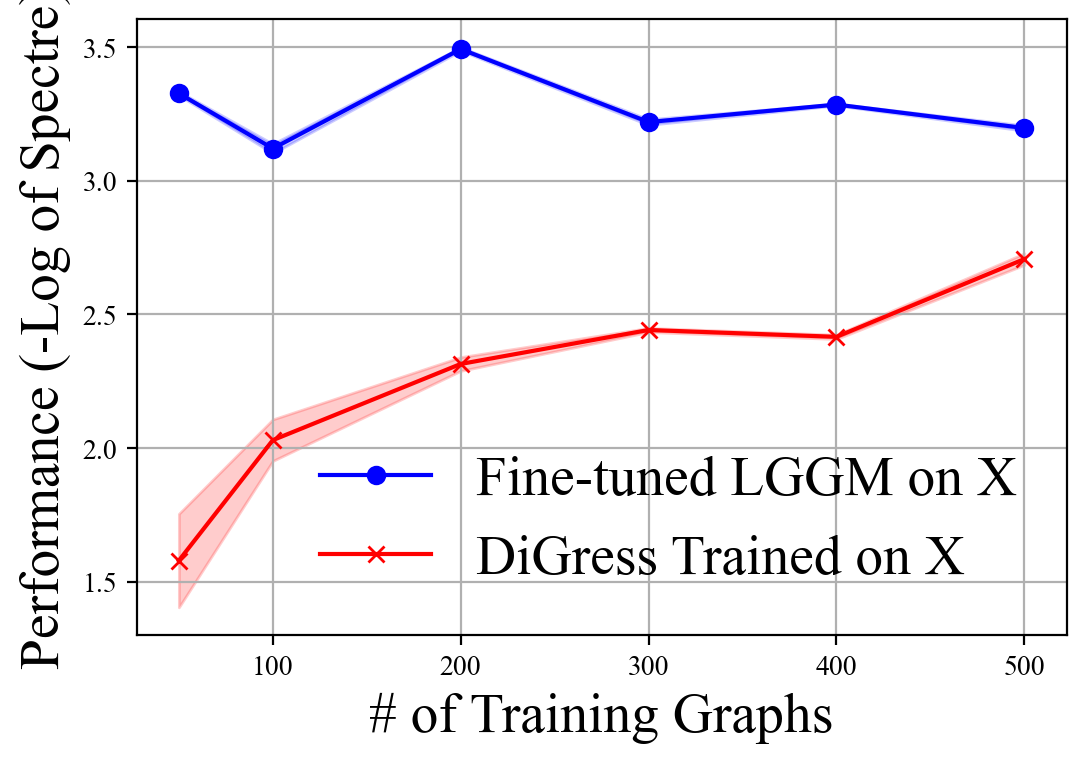 Performance (-Log of Spectre)
3.5
3.0
2.5
2.0
1.5
Fine-tuned LGGM on X
DiGress Trained on X
100 200 300 400 500
# of Training Graphs